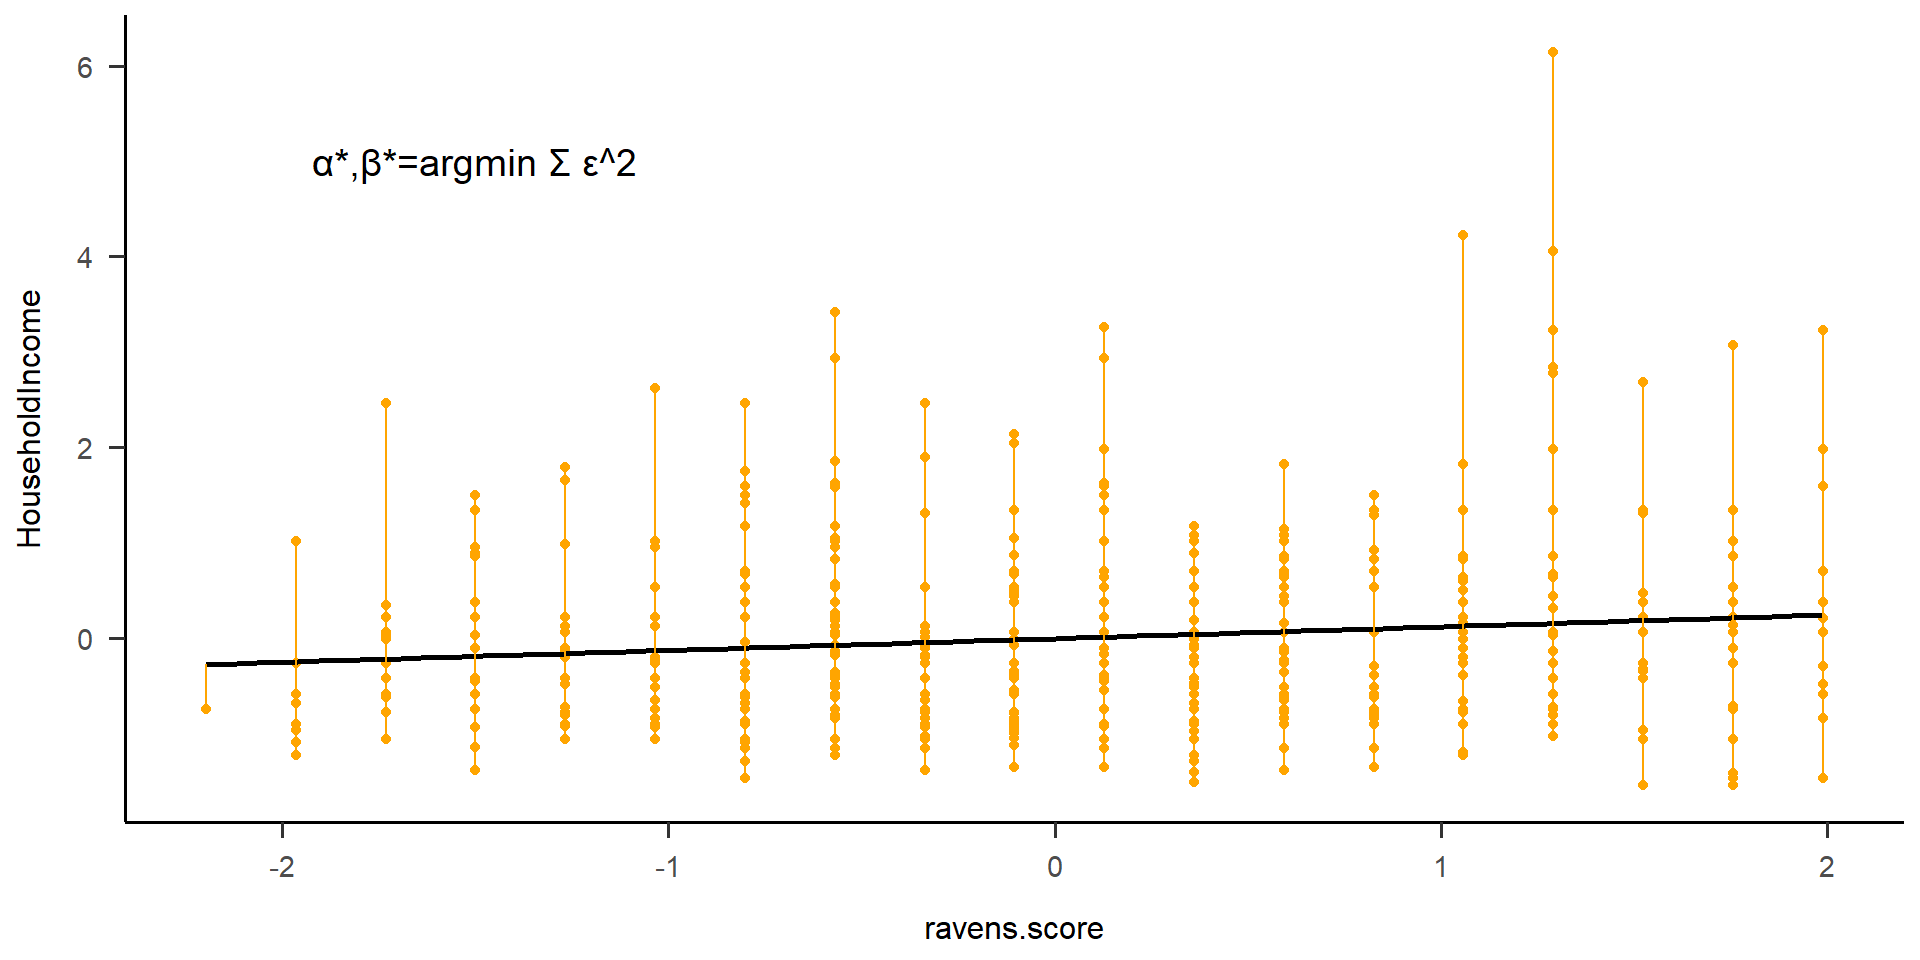 α*,β*=argmin Σ ε^2
HouseholdIncome
6
4
2
0
-2 -1 0 1 2
ravens.score